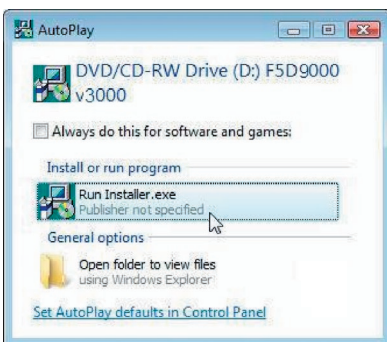 AutoPlay
DVD/CD-RW Drive (D:) F5D9000
v3000
Always do this for software and games:
Install or run program
Run Installer.exe
Publisher not specified
General options
Open folder to view files
using Windows Explorer
Set AutoPlay defaults in Control Panel